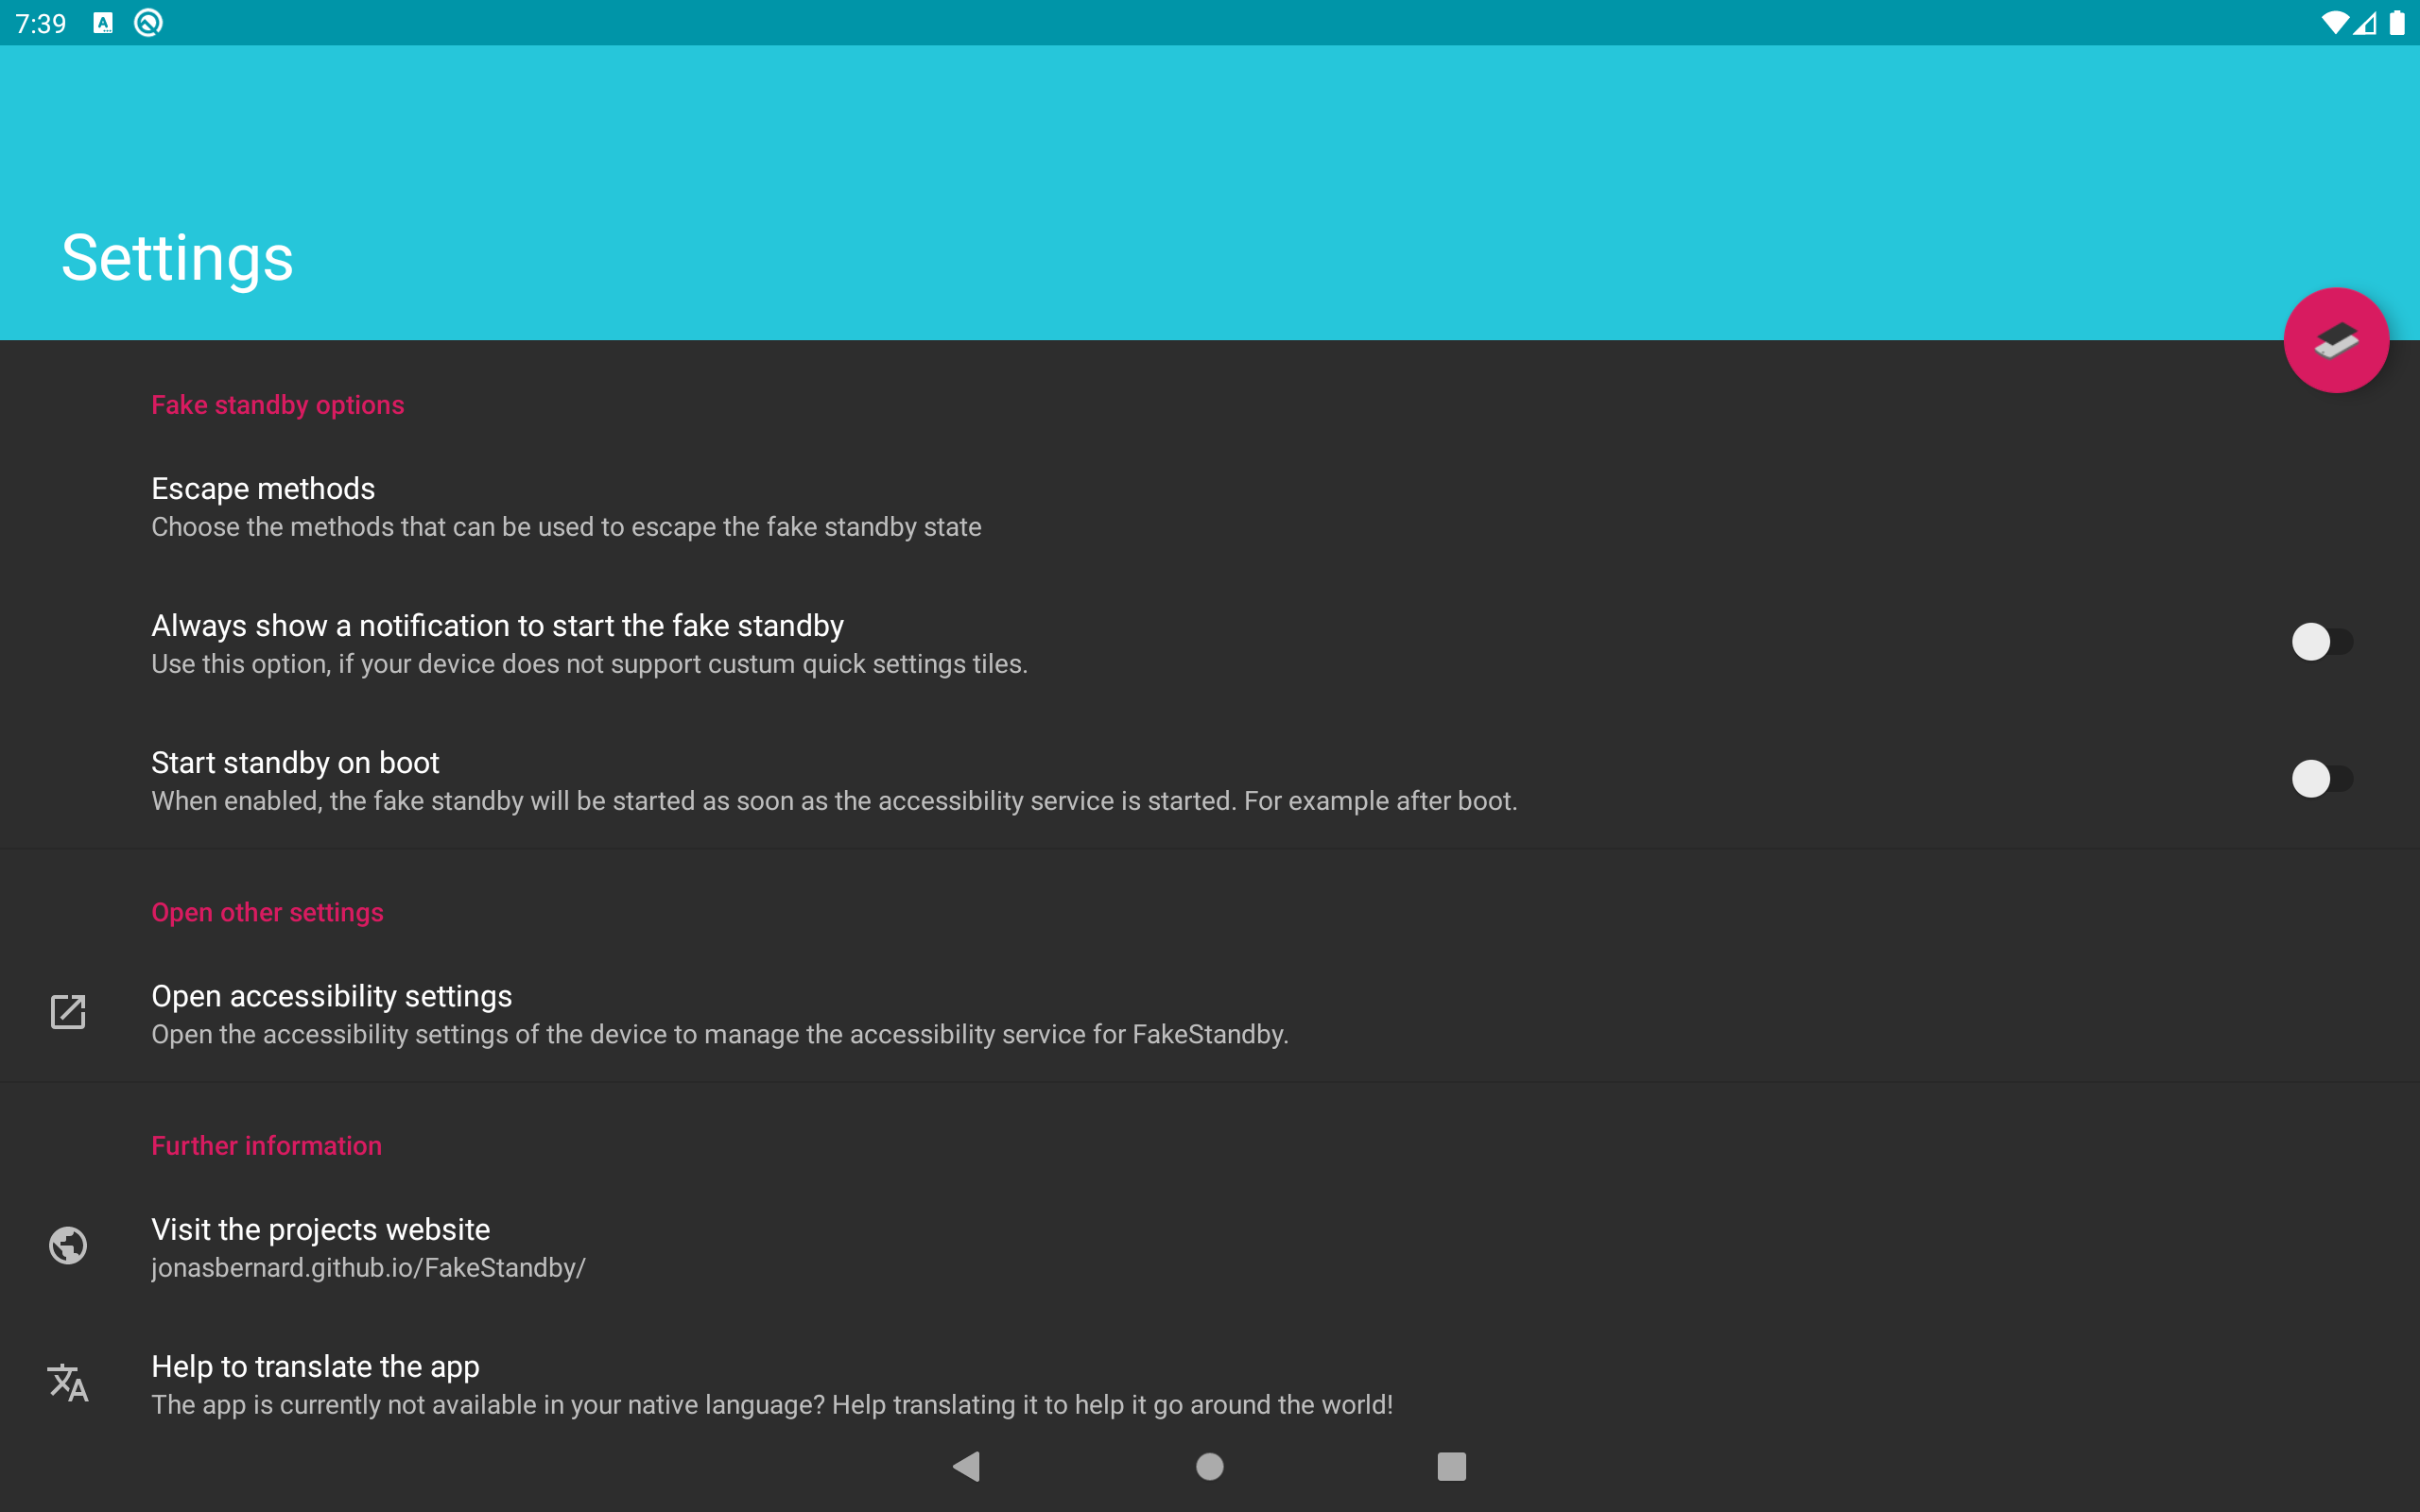 7:39
Settings
Fake standby options
Escape methods
Choose the methods that can be used to escape the fake standby state
Always show a notification to start the fake standby
Use this option, if your device does not support custum quick settings tiles.
Start standby on boot
When enabled, the fake standby will be started as soon as the accessibility service is started. For example after boot.
Open other settings
Open accessibility settings
Open the accessibility settings of the device to manage the accessibility service for FakeStandby.
Further information
Visit the projects website
jonasbernard.github.io/FakeStandby/
Help to translate the app
The app is currently not available in your native language? Help translating it to help it go around the world!